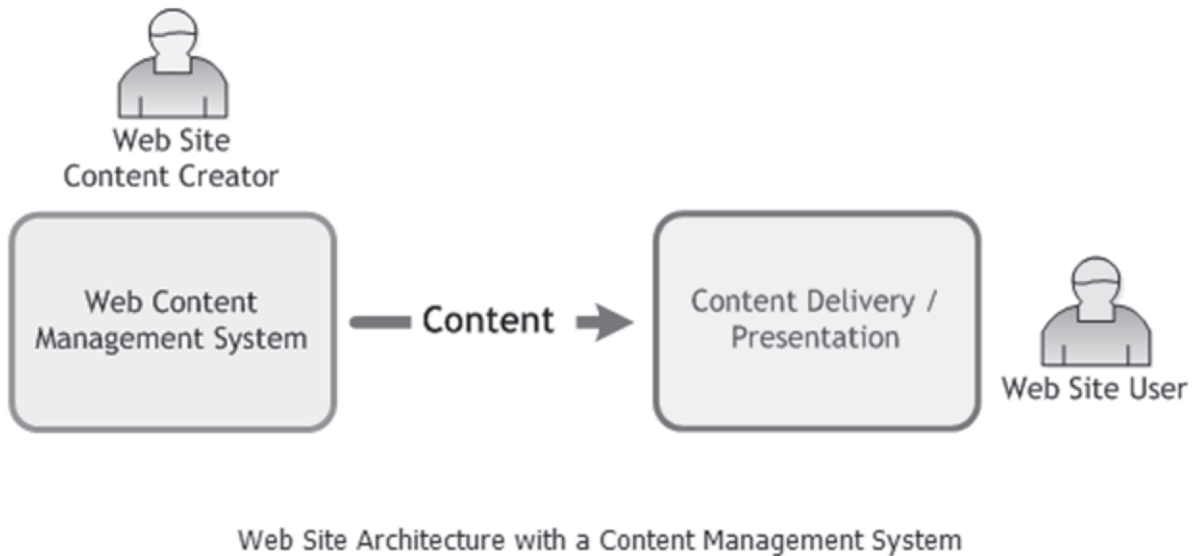 Web Site
Content Creator
Web Content
Management System
Content
Content Delivery /
Presentation
Web Site User
Web Site Architecture with a Content Management System